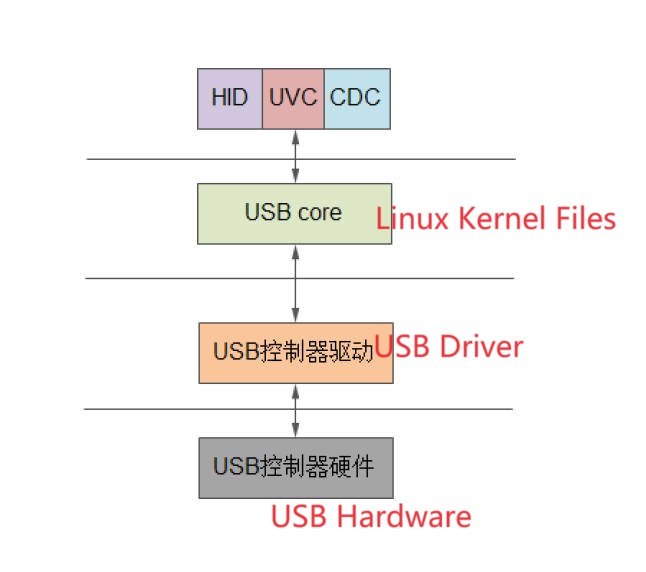 HID UVC CDC
USB core
Linux Kernel Files
USB控制器驱动
USB Driver
USB控制器硬件
USB Hardware